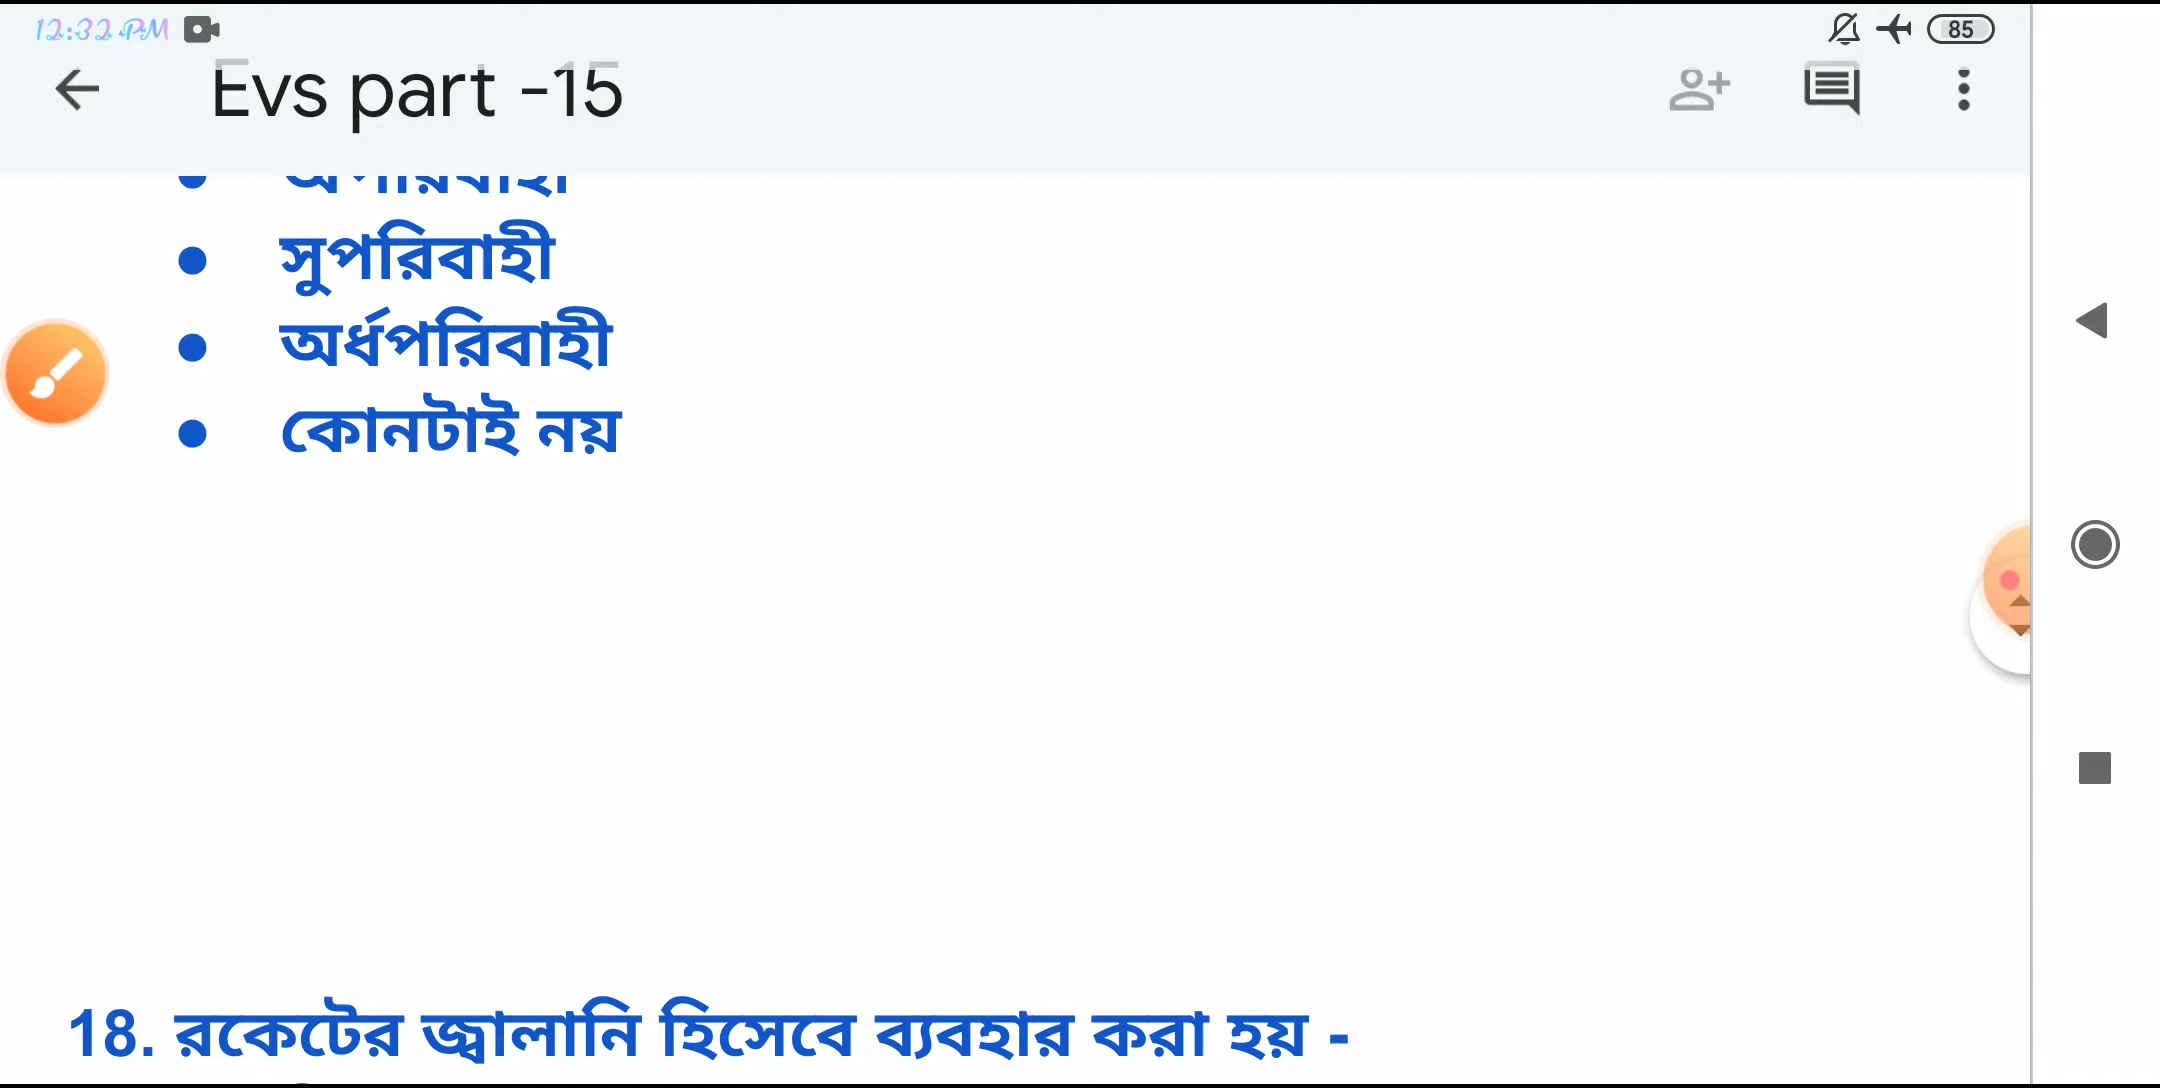 12:32 PM
85
Evs part -15
• সুপরিবাহী
• অর্ধপরিবাহী
• কোনটাই নয়
18. রকেটের জ্বালানি হিসেবে ব্যবহার করা হয় -